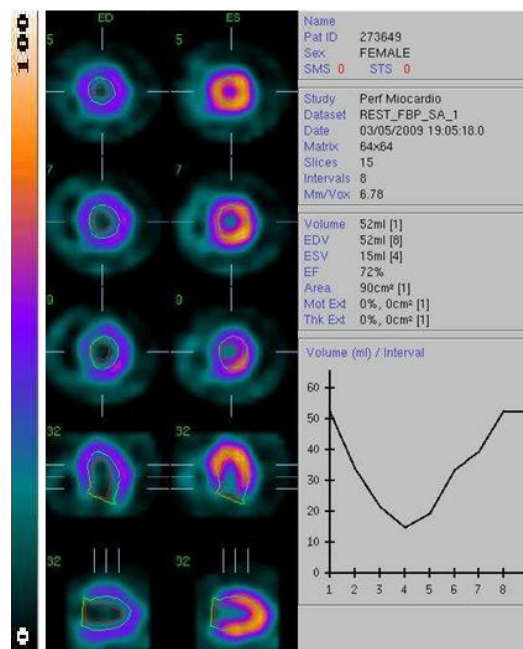 100
0
ED ES
5 5
7 7
9 9
32 32
32 32
Name
Pat ID 273649
Sex FEMALE
SMS 0 STS 0
Study Perf Miocardio
Dataset REST_FBP_SA_1
Date 03/05/2009 19:05:18.0
Matrix 64x64
Slices 15
Intervals 8
Mm/Vox 6.78
Volume 52ml [1]
EDV 52ml [8]
ESV 15ml [4]
EF 72%
Area 90cm² [1]
Mot Ext 0%, 0cm² [1]
Thk Ext 0%, 0cm² [1]
Volume (ml) / Interval
60
50
40
30
20
10
0
1 2 3 4 5 6 7 8